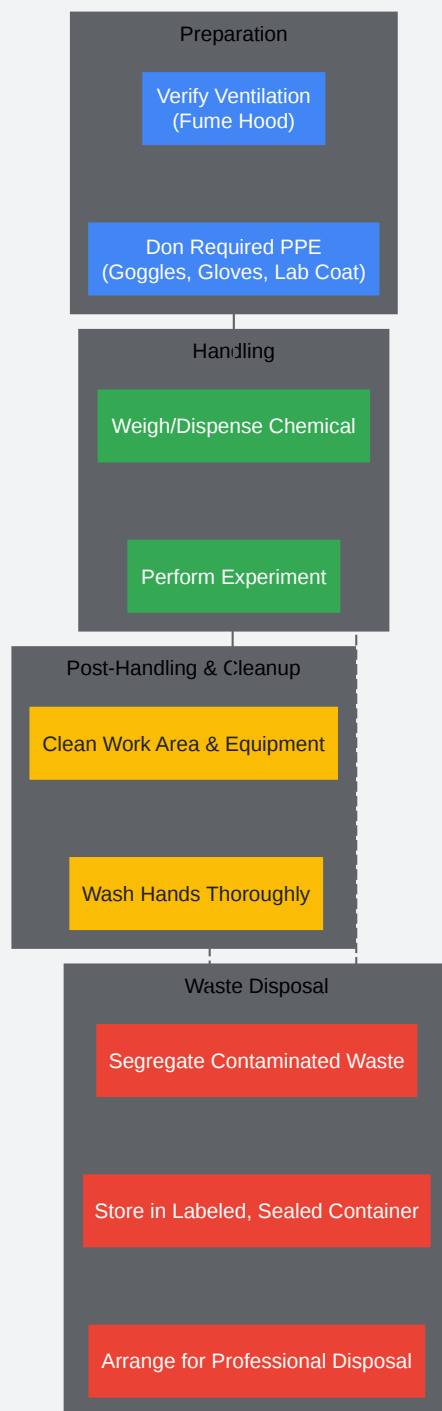 Preparation
Verify Ventilation
(Fume Hood)
Don Required PPE
(Goggles, Gloves, Lab Coat)
Handling
Weigh/Dispense Chemical
Perform Experiment
Post-Handling & Cleanup
Clean Work Area & Equipment
Wash Hands Thoroughly
Waste Disposal
Segregate Contaminated Waste
Store in Labeled, Sealed Container
Arrange for Professional Disposal